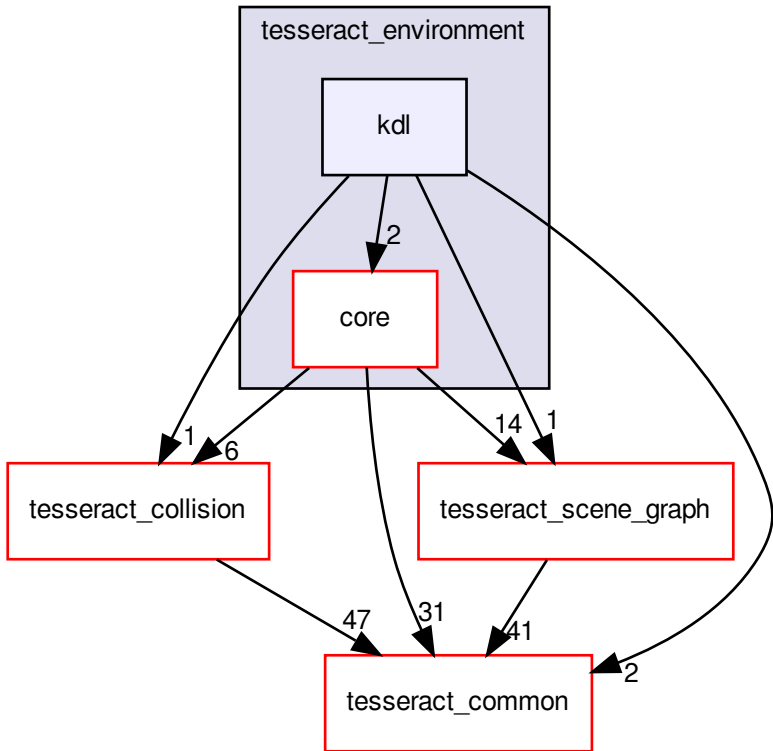 tesseract_environment
kdl
2
core
1
6
14
1
tesseract_collision
tesseract_scene_graph
47
31
41
2
tesseract_common